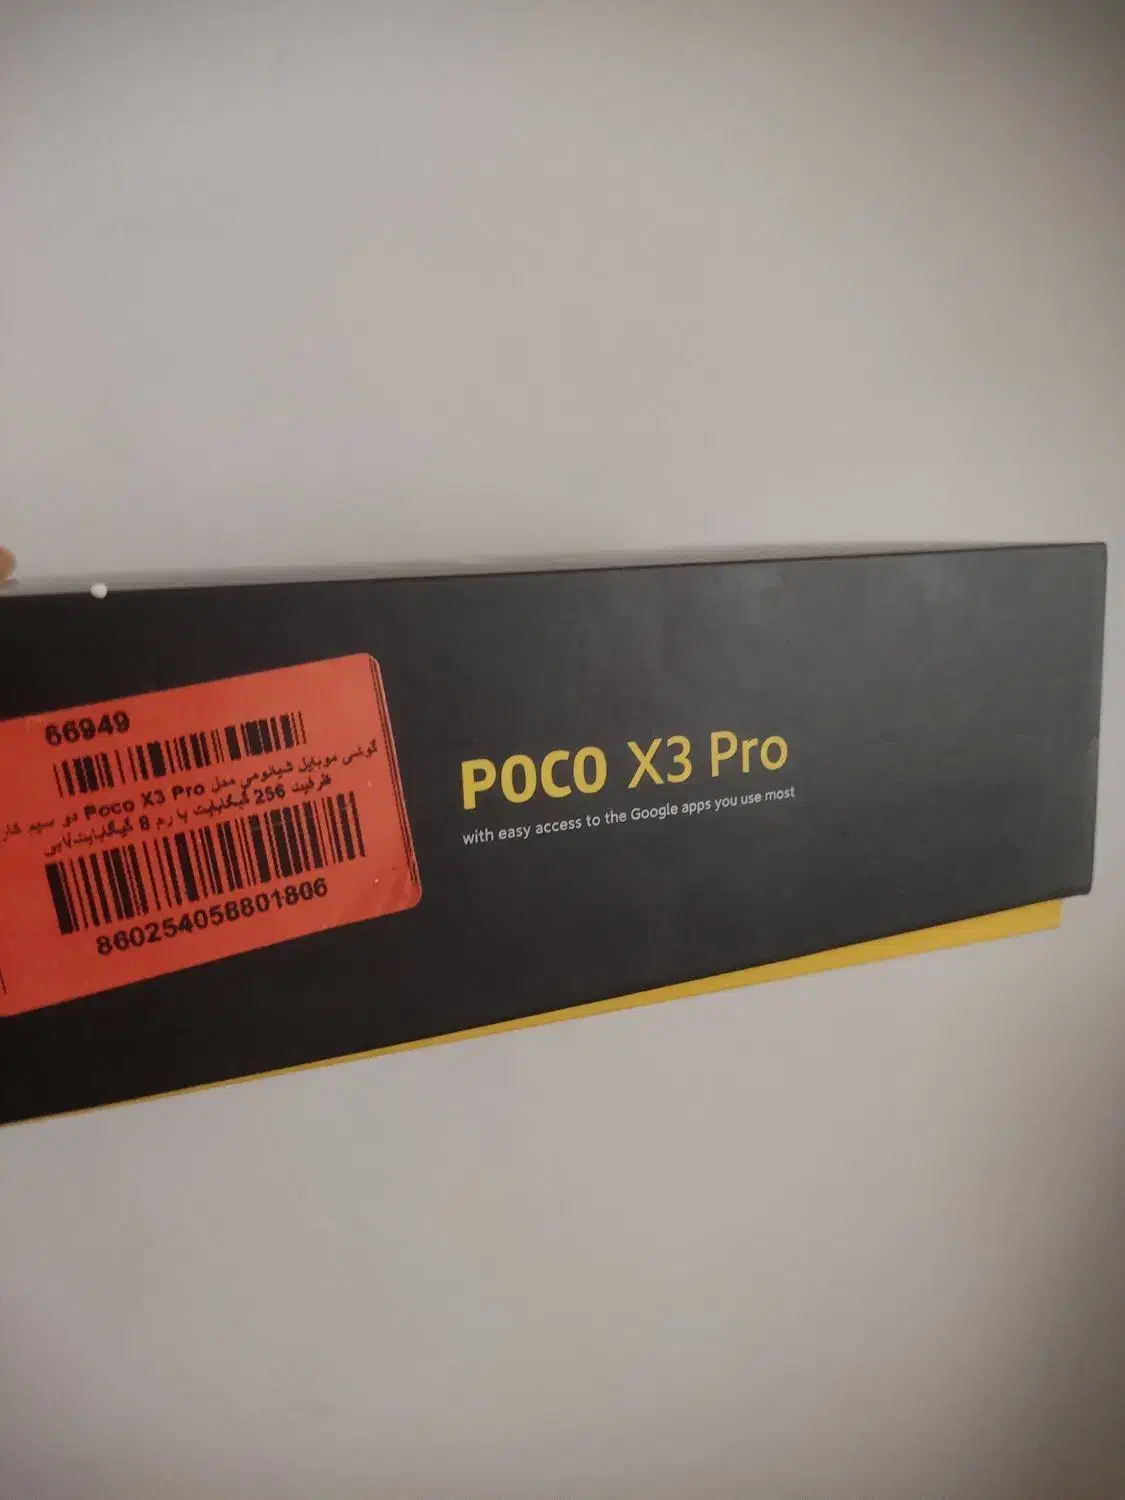 66949
گوشی موبایل شیائومی مدل Poco X3 Pro دو سیم
ظرفیت 256 گیگابایت با رم 8 گیگابایت
860254058801806
POCO X3 Pro
with easy access to the Google apps you use most